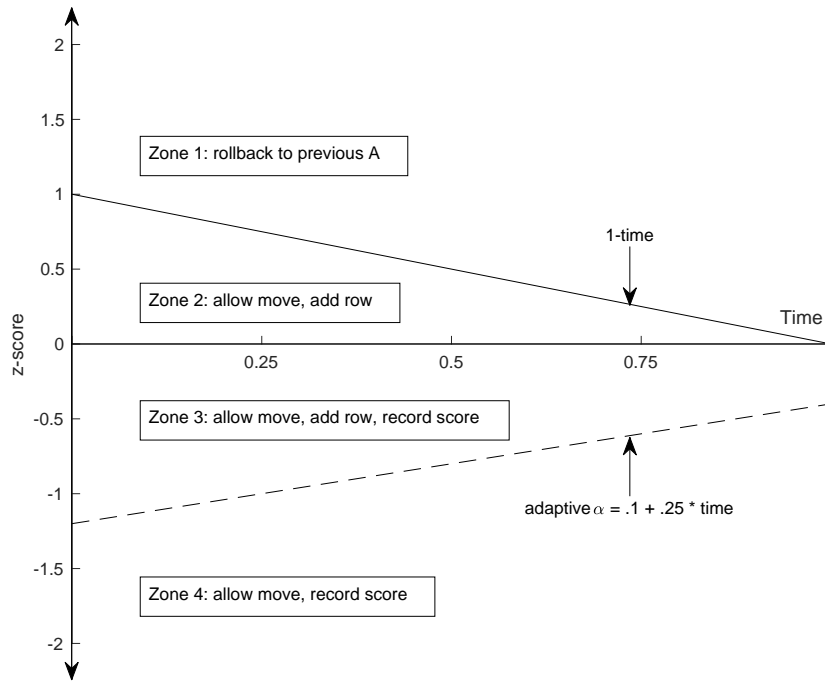 2
1.5
Zone 1: rollback to previous A
1
1-time
0.5
Zone 2: allow move, add row
Time
z-score
0
0.25
0.5
0.75
Zone 3: allow move, add row, record score
-0.5
adaptive α = .1 + .25 * time
-1
-1.5
Zone 4: allow move, record score
-2